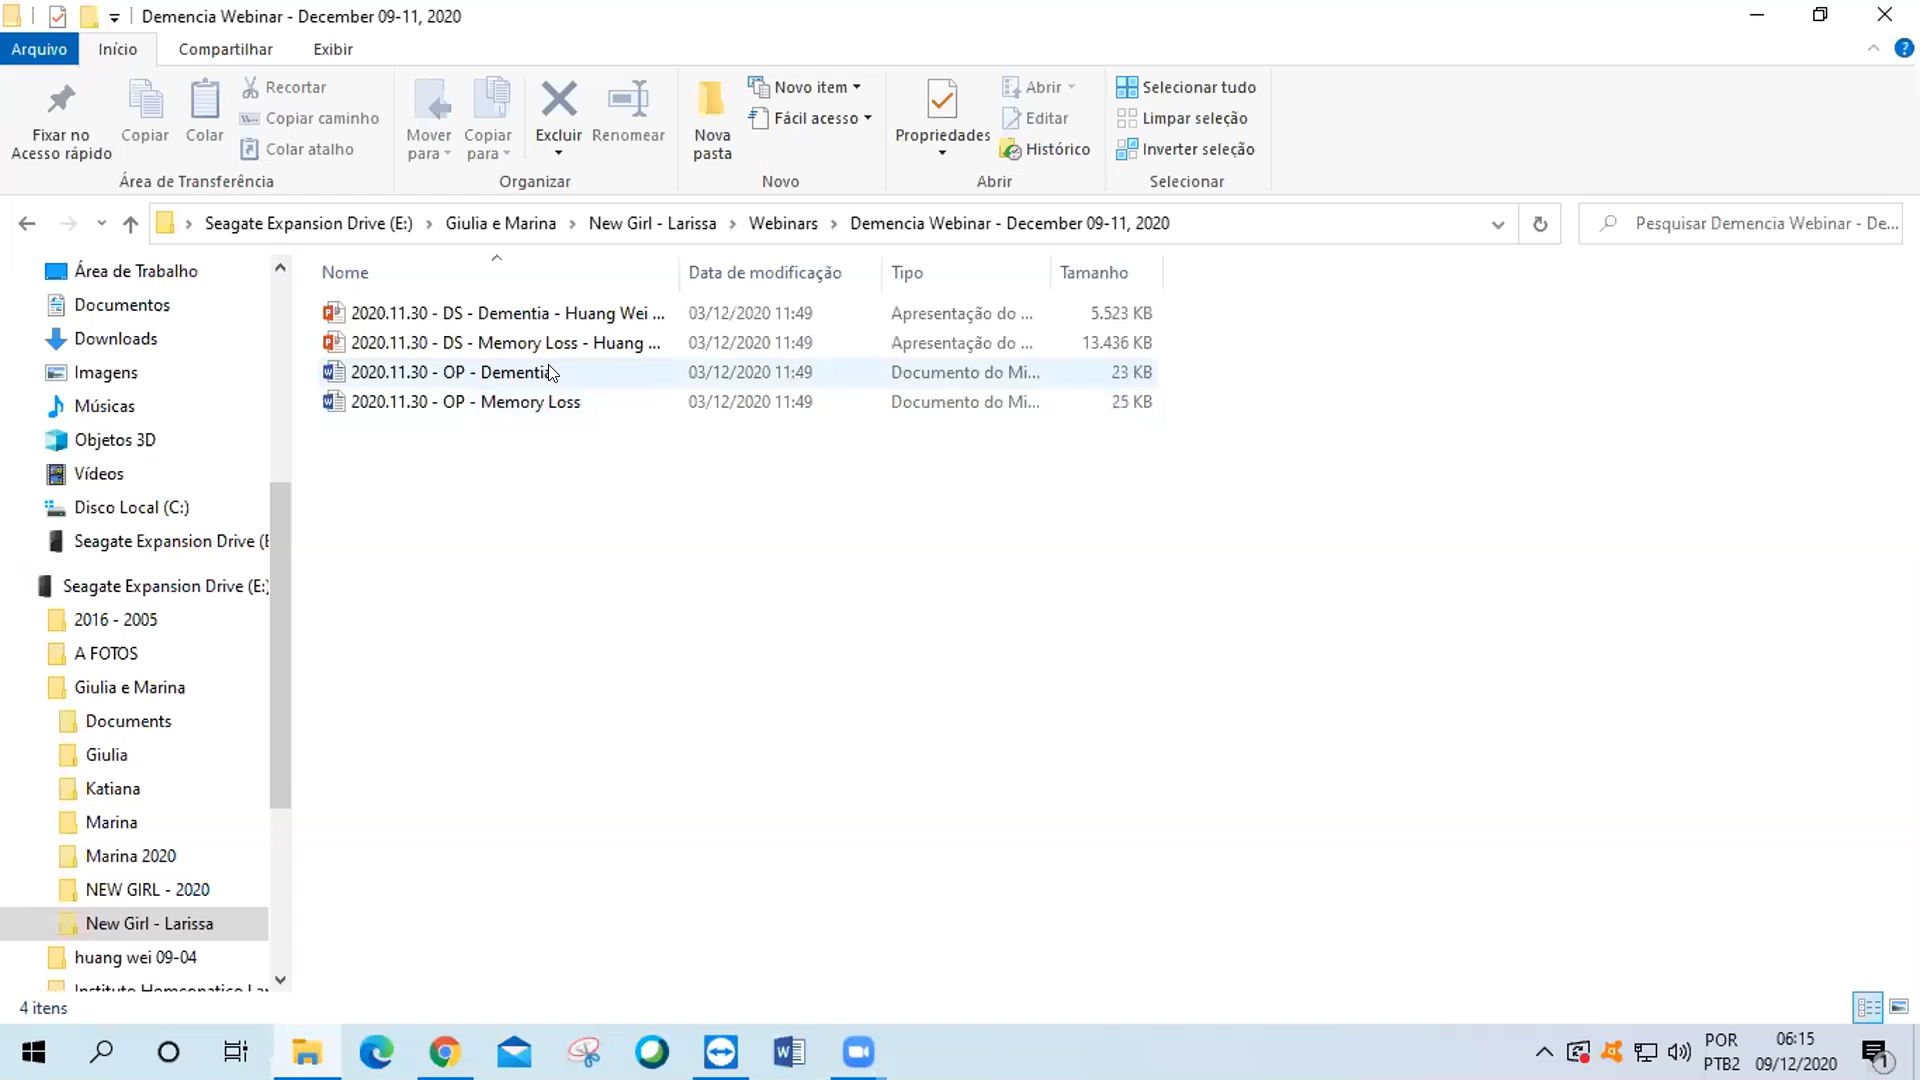 Demencia Webinar - December 09-11, 2020
Arquivo Início Compartilhar Exibir
Fixar no Acesso rápido
Copiar
Colar
Recortar
Copiar caminho
Colar atalho
Área de Transferência
Mover para
Copiar para
Excluir
Renomear
Organizar
Nova pasta
Novo item
Fácil acesso
Novo
Propriedades
Abrir
Editar
Histórico
Abrir
Selecionar tudo
Limpar seleção
Inverter seleção
Selecionar
Seagate Expansion Drive (E:) > Giulia e Marina > New Girl - Larissa > Webinars > Demencia Webinar - December 09-11, 2020
Pesquisar Demencia Webinar - De...
Área de Trabalho
Documentos
Downloads
Imagens
Músicas
Objetos 3D
Vídeos
Disco Local (C:)
Seagate Expansion Drive (E
Seagate Expansion Drive (E:)
2016 - 2005
A FOTOS
Giulia e Marina
Documents
Giulia
Katiana
Marina
Marina 2020
NEW GIRL - 2020
New Girl - Larissa
huang wei 09-04
Nome Data de modificação Tipo Tamanho
2020.11.30 - DS - Dementia - Huang Wei ... 03/12/2020 11:49 Apresentação do ... 5.523 KB
2020.11.30 - DS - Memory Loss - Huang ... 03/12/2020 11:49 Apresentação do ... 13.436 KB
2020.11.30 - OP - Dementia 03/12/2020 11:49 Documento do Mi... 23 KB
2020.11.30 - OP - Memory Loss 03/12/2020 11:49 Documento do Mi... 25 KB
4 itens
POR
PTB2
06:15
09/12/2020
1